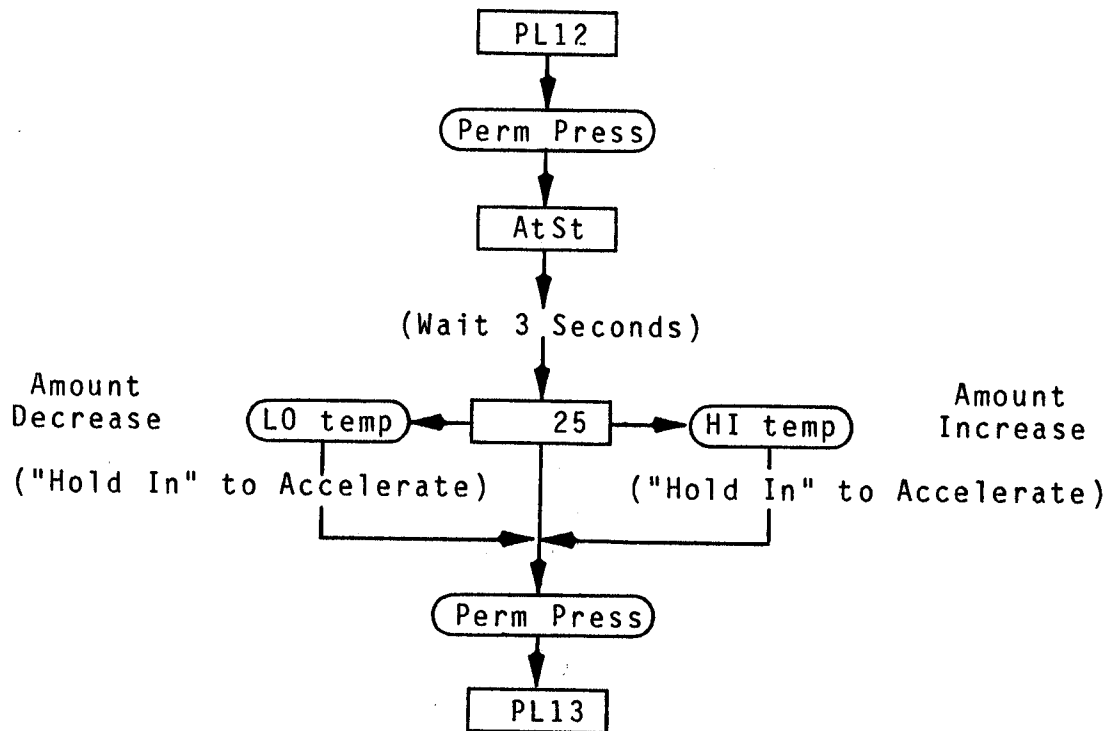 PL12
Perm Press
AtSt
(Wait 3 Seconds)
Amount
Decrease
LO temp
25
HI temp
Amount
Increase
("Hold In" to Accelerate)
("Hold In" to Accelerate)
Perm Press
PL13